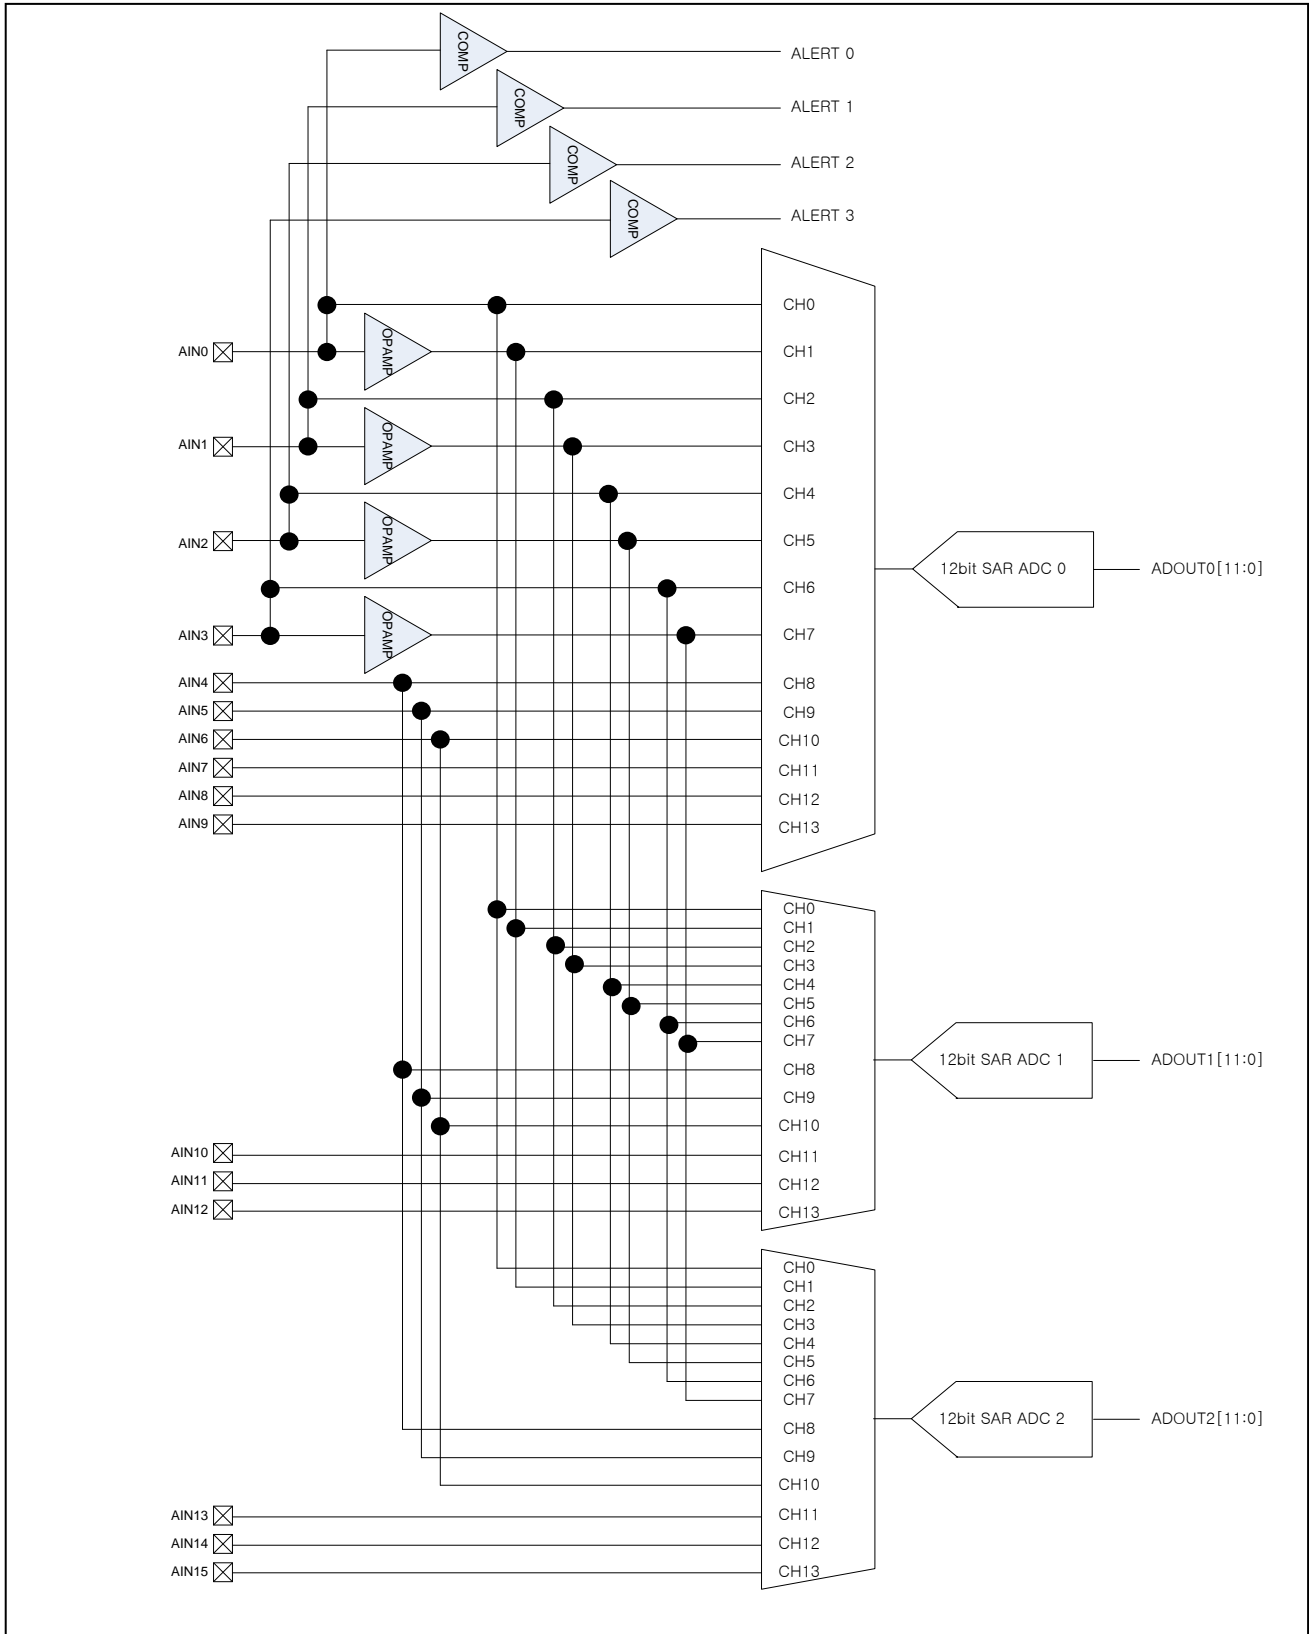 COMP
ALERT 0
COMP
ALERT 1
COMP
ALERT 2
COMP
ALERT 3
CH0
AIN0
OPAMP
CH1
CH2
AIN1
OPAMP
CH3
CH4
AIN2
OPAMP
CH5
12bit SAR ADC 0
ADOUT0[11:0]
CH6
AIN3
OPAMP
CH7
AIN4
CH8
AIN5
CH9
AIN6
CH10
AIN7
CH11
AIN8
CH12
AIN9
CH13
CH0
CH1
CH2
CH3
CH4
CH5
CH6
CH7
12bit SAR ADC 1
ADOUT1[11:0]
CH8
CH9
CH10
AIN10
CH11
AIN11
CH12
AIN12
CH13
CH0
CH1
CH2
CH3
CH4
CH5
CH6
CH7
12bit SAR ADC 2
ADOUT2[11:0]
CH8
CH9
CH10
AIN13
CH11
AIN14
CH12
AIN15
CH13